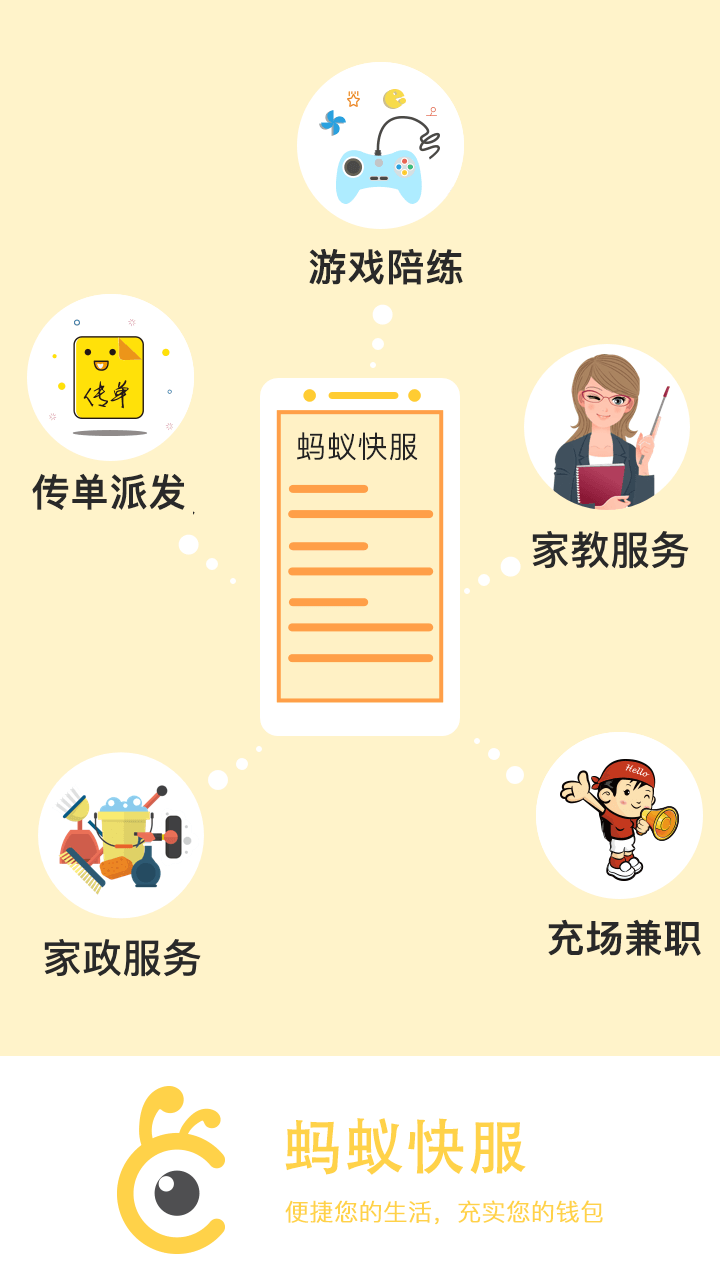 游戏陪练
传单
传单派发
蚂蚁快服
家教服务
Hello
家政服务
充场兼职
蚂蚁快服
便捷您的生活，充实您的钱包